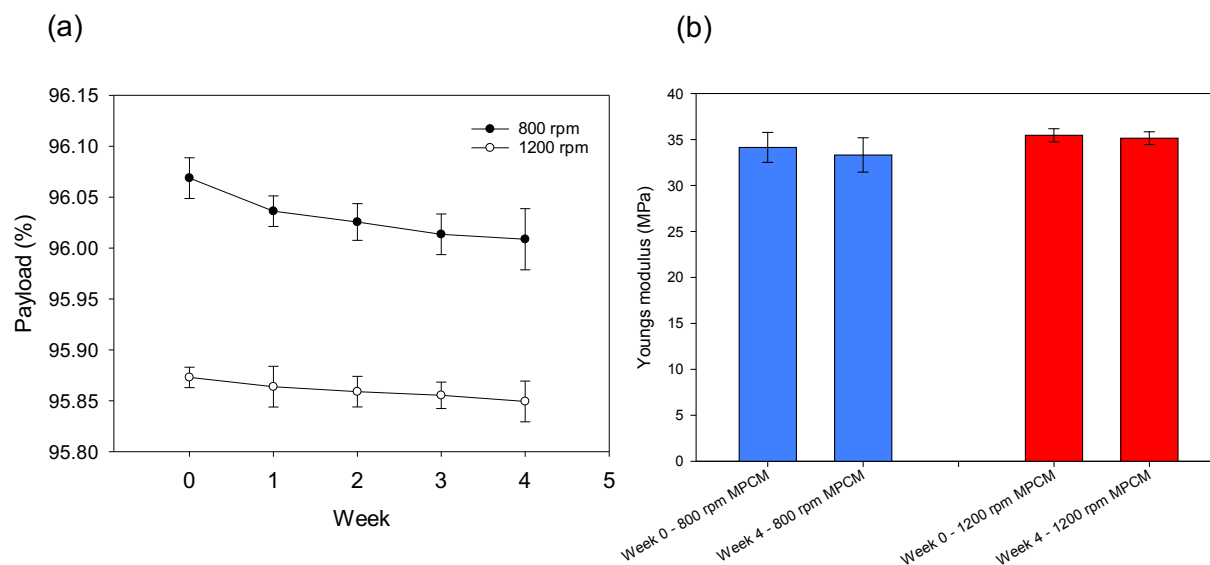 (a)
(b)
96.15
96.10
96.05
96.00
95.95
95.90
95.85
95.80
Payload (%)
800 rpm
1200 rpm
0 1 2 3 4 5
Week
40
35
30
25
20
15
10
5
0
Youngs modulus (MPa)
Week 0 - 800 rpm MPCM
Week 4 - 800 rpm MPCM
Week 0 - 1200 rpm MPCM
Week 4 - 1200 rpm MPCM